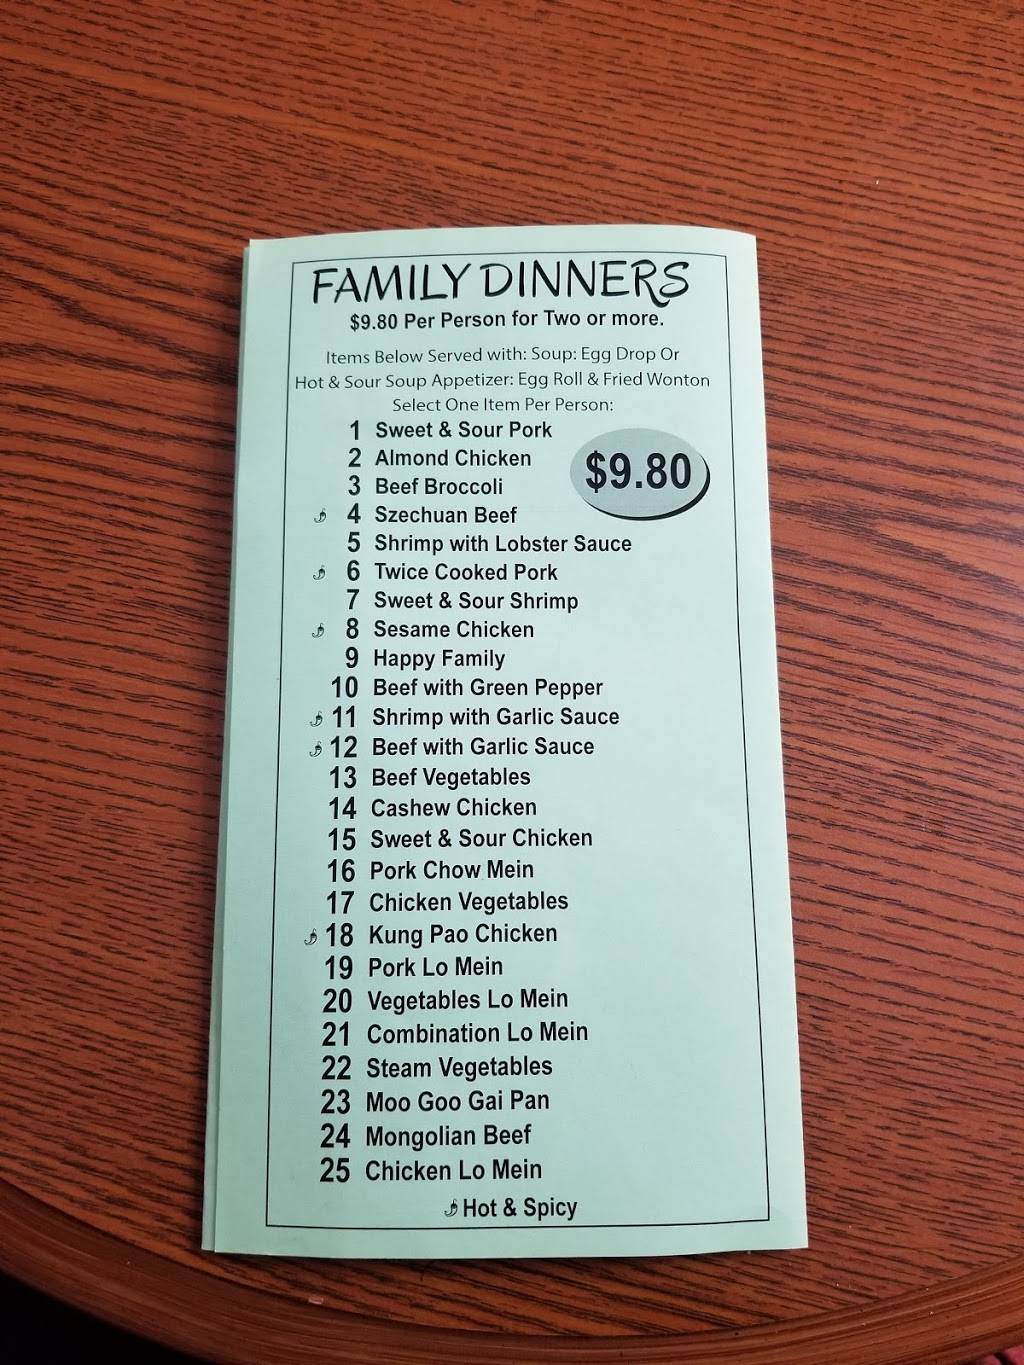 FAMILY DINNERS
$9.80 Per Person for Two or more.
Items Below Served with: Soup: Egg Drop Or
Hot & Sour Soup Appetizer: Egg Roll & Fried Wonton
Select One Item Per Person:
$9.80
1 Sweet & Sour Pork
2 Almond Chicken
3 Beef Broccoli
4 Szechuan Beef
5 Shrimp with Lobster Sauce
6 Twice Cooked Pork
7 Sweet & Sour Shrimp
8 Sesame Chicken
9 Happy Family
10 Beef with Green Pepper
11 Shrimp with Garlic Sauce
12 Beef with Garlic Sauce
13 Beef Vegetables
14 Cashew Chicken
15 Sweet & Sour Chicken
16 Pork Chow Mein
17 Chicken Vegetables
18 Kung Pao Chicken
19 Pork Lo Mein
20 Vegetables Lo Mein
21 Combination Lo Mein
22 Steam Vegetables
23 Moo Goo Gai Pan
24 Mongolian Beef
25 Chicken Lo Mein
Hot & Spicy